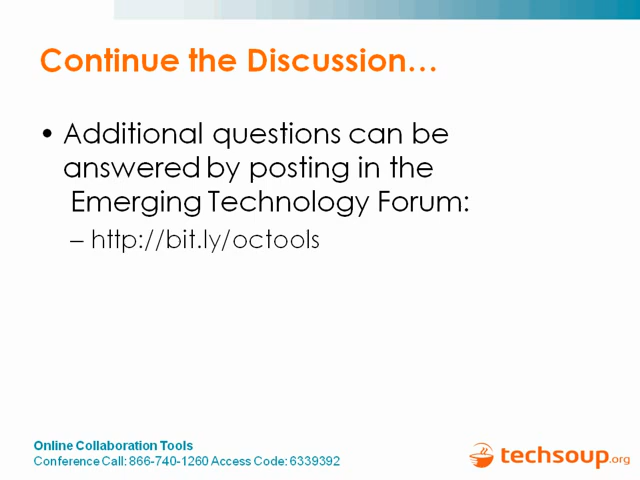 Continue the Discussion…
• Additional questions can be
answered by posting in the
Emerging Technology Forum:
– http://bit.ly/octools
Online Collaboration Tools
Conference Call: 866-740-1260 Access Code: 6339392
techsoup.org